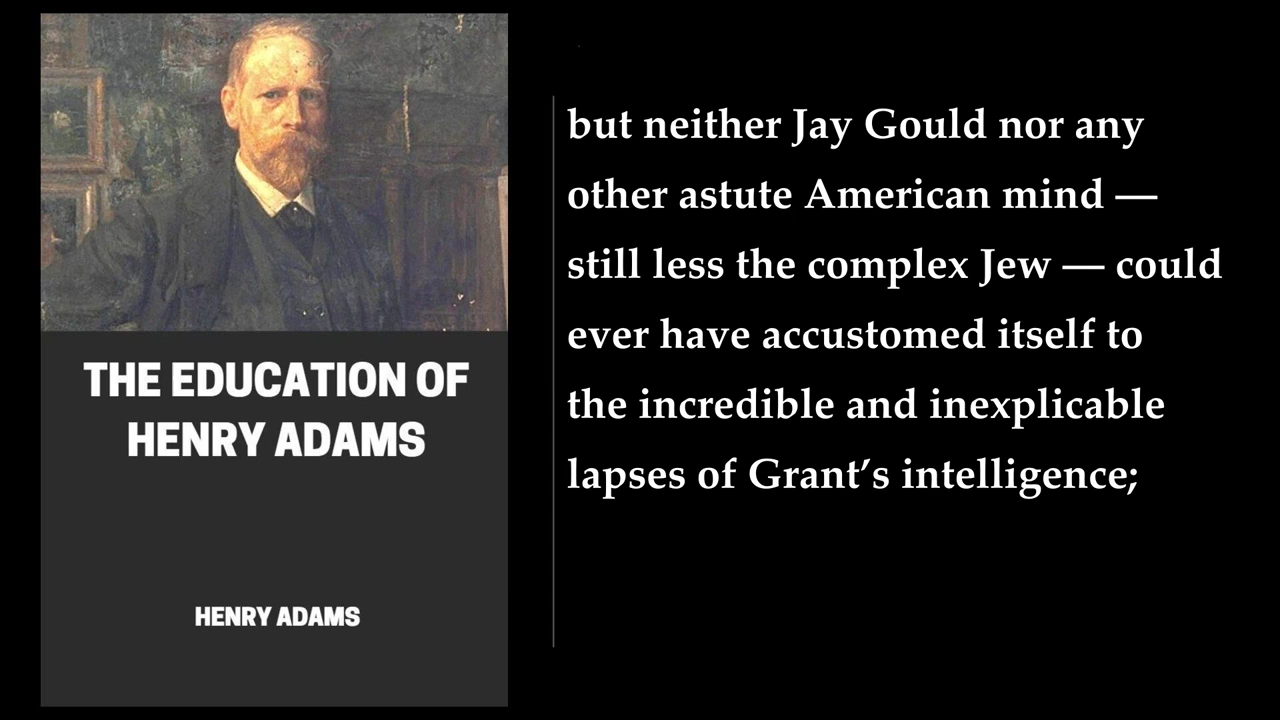 THE EDUCATION OF
HENRY ADAMS
HENRY ADAMS
but neither Jay Gould nor any
other astute American mind —
still less the complex Jew — could
ever have accustomed itself to
the incredible and inexplicable
lapses of Grant’s intelligence;